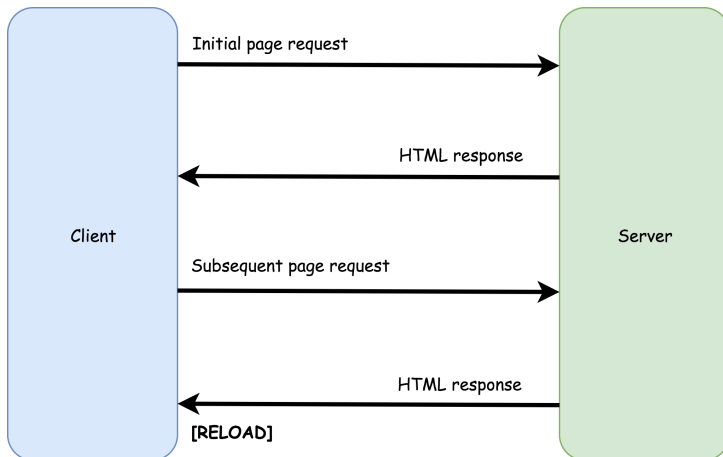 Initial page request
HTML response
Client
Server
Subsequent page request
HTML response
[RELOAD]